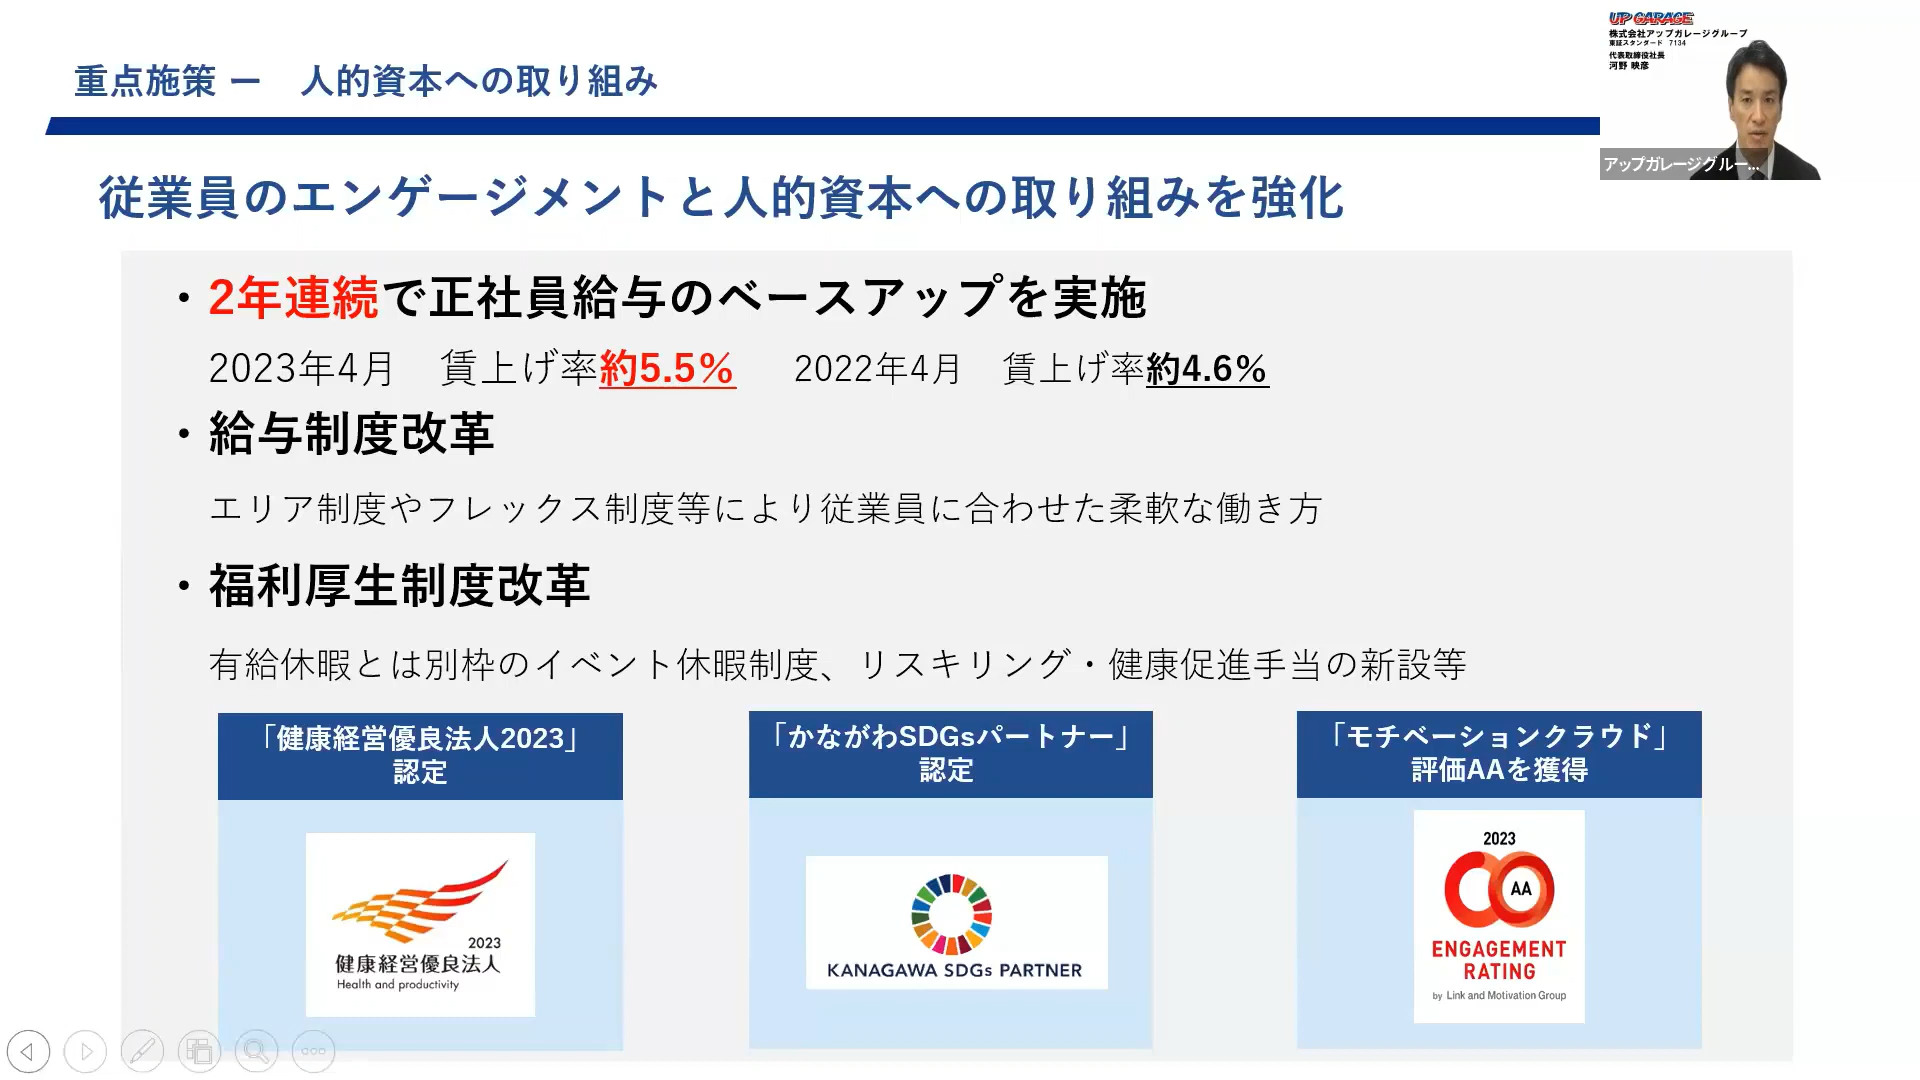 重点施策 ー 人的資本への取り組み
UP GARAGE
株式会社アップガレージグループ
東証スタンダード 7134
代表取締役社長
河野 映彦
アップガレージグルー...
従業員のエンゲージメントと人的資本への取り組みを強化
・2年連続で正社員給与のベースアップを実施
2023年4月 賃上げ率約5.5% 2022年4月 賃上げ率約4.6%
・給与制度改革
エリア制度やフレックス制度等により従業員に合わせた柔軟な働き方
・福利厚生制度改革
有給休暇とは別枠のイベント休暇制度、リスキリング・健康促進手当の新設等
「健康経営優良法人2023」
認定
2023
健康経営優良法人
Health and productivity
「かながわSDGsパートナー」
認定
KANAGAWA SDGs PARTNER
「モチベーションクラウド」
評価AAを獲得
2023
AA
ENGAGEMENT
RATING
by Link and Motivation Group